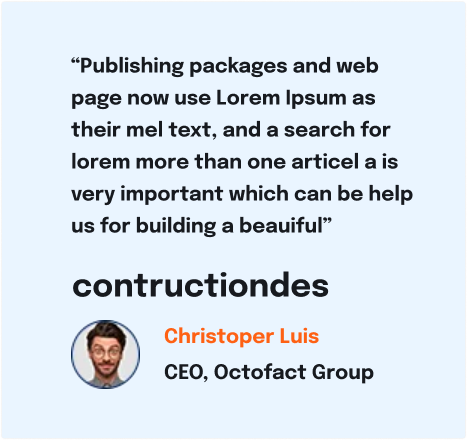 “Publishing packages and web
page now use Lorem Ipsum as
their mel text, and a search for
lorem more than one articel a is
very important which can be help
us for building a beauiful”
contructiondes
Christoper Luis
CEO, Octofact Group